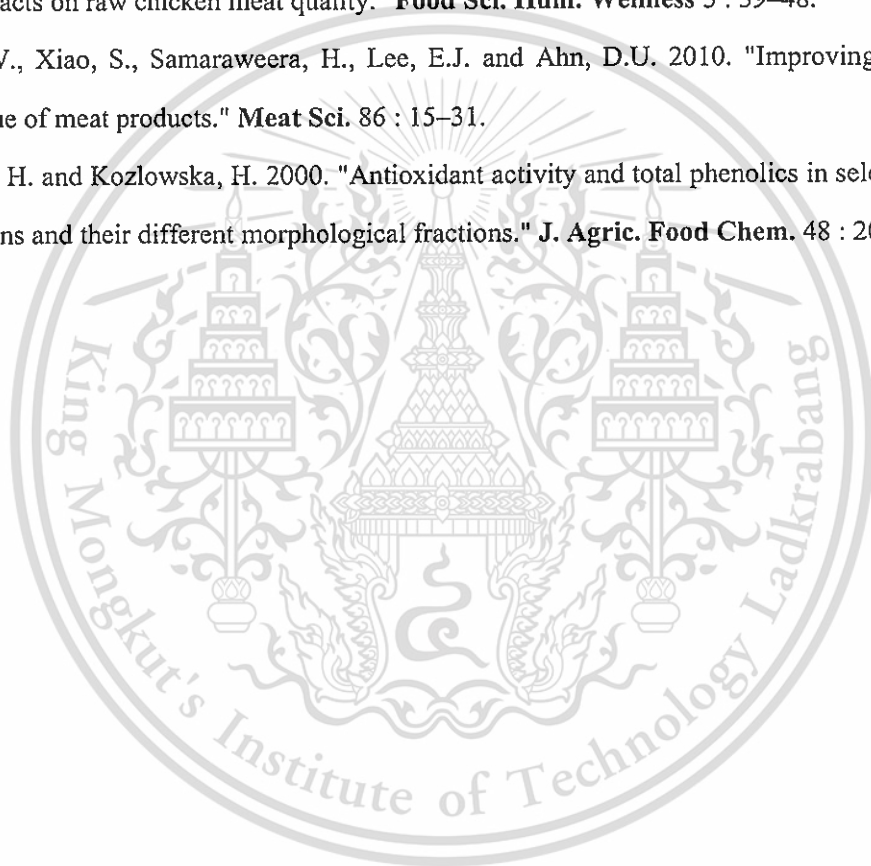 acts on raw chicken meat quality." Food Sci. Hum. Wellness 5 : 39–48.
V., Xiao, S., Samaraweera, H., Lee, E.J. and Ahn, D.U. 2010. "Improving
ue of meat products." Meat Sci. 86 : 15–31.
H. and Kozlowska, H. 2000. "Antioxidant activity and total phenolics in sele
ns and their different morphological fractions." J. Agric. Food Chem. 48 : 20
King Mongkut's Institute of Technology Ladkrabang